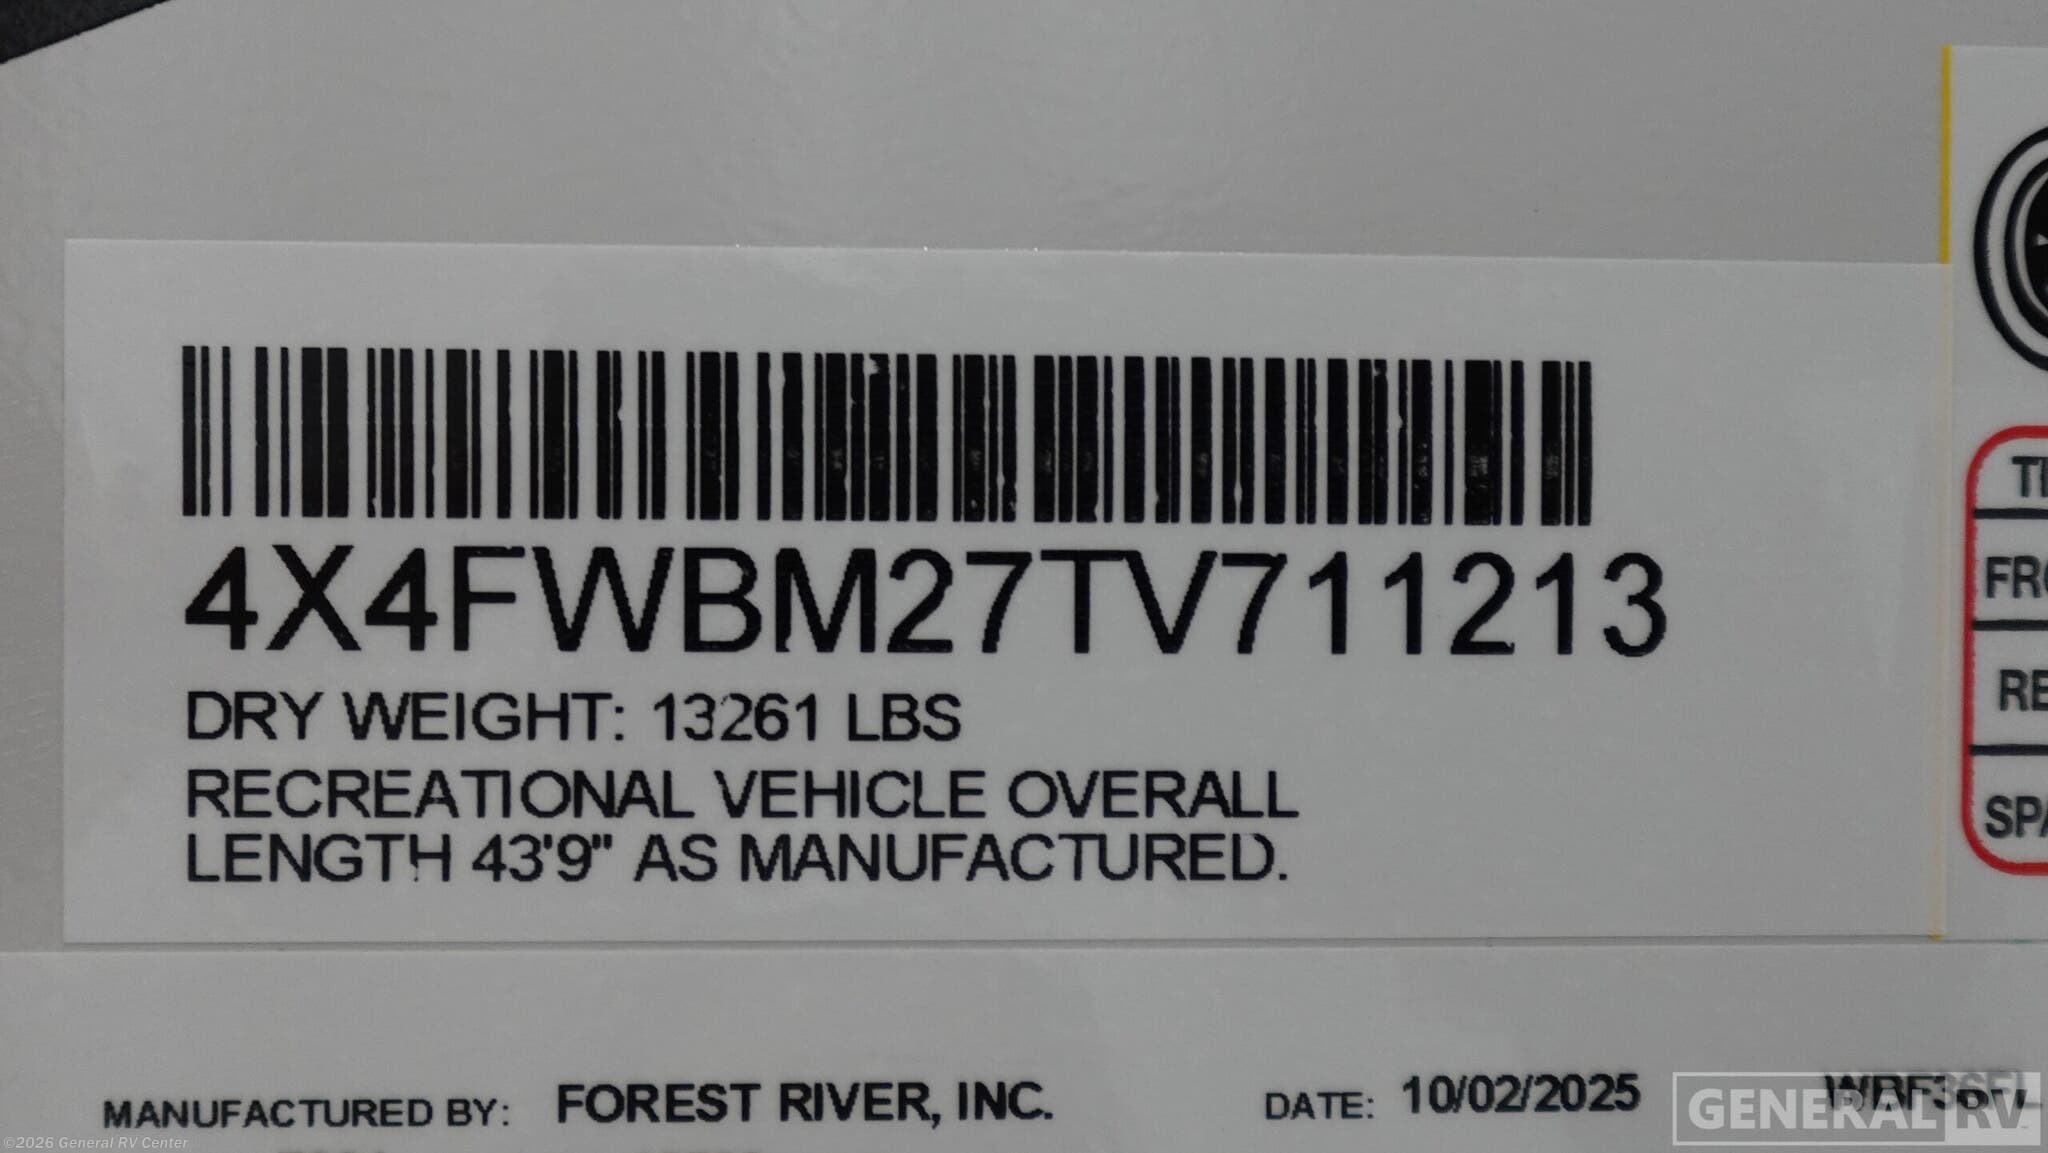 4X4FWBM27TV711213
DRY WEIGHT: 13261 LBS
RECREATIONAL VEHICLE OVERALL
LENGTH 43'9" AS MANUFACTURED.
MANUFACTURED BY: FOREST RIVER, INC. DATE: 10/02/2025
GENERAL RV
©2026 General RV Center